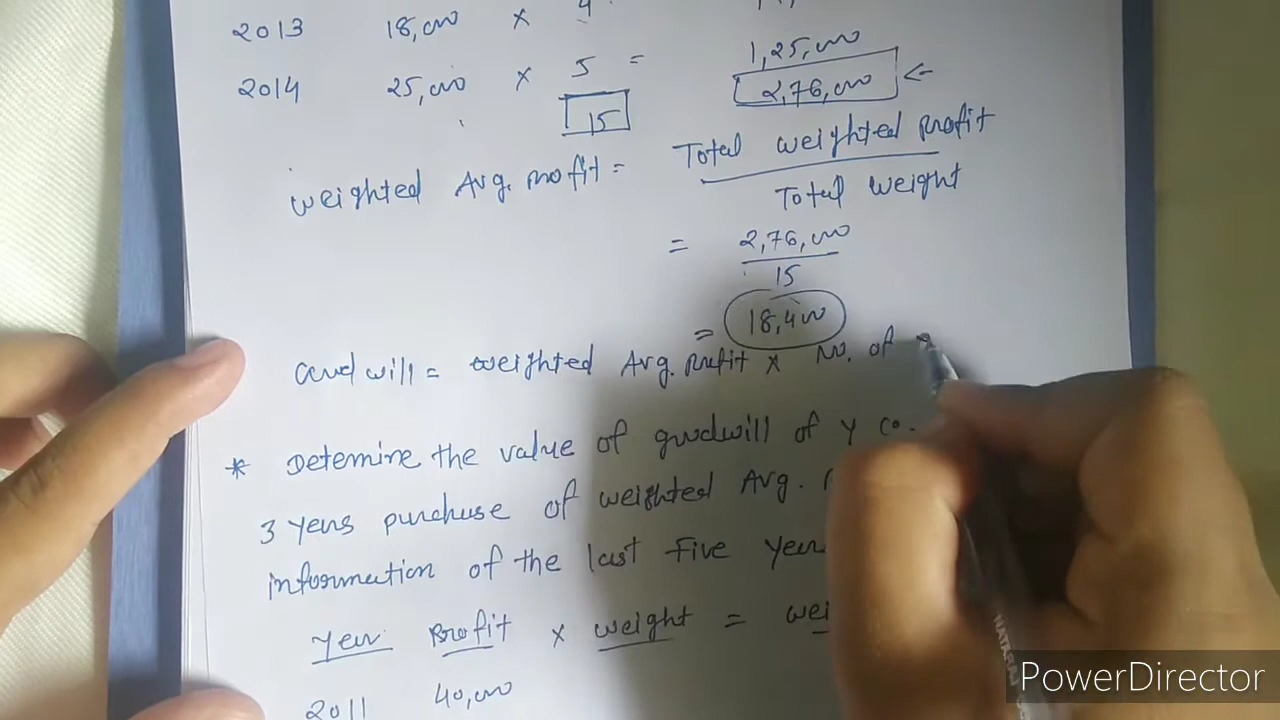 2013 18,000 × 4
2014 25,000 × 5 = 1,25,000
15 2,76,000 <-
Weighted Avg. Profit = Total Weighted Profit
Total Weight
= 2,76,000
15
= 18,400
Goodwill = Weighted Avg. Profit × No. of
* Detemine the value of goodwill of Y Co.
3 years purchase of weighted Avg.
information of the last Five Year
Year Profit × Weight = Wei
2011 40,000
NATARAJ
PowerDirector